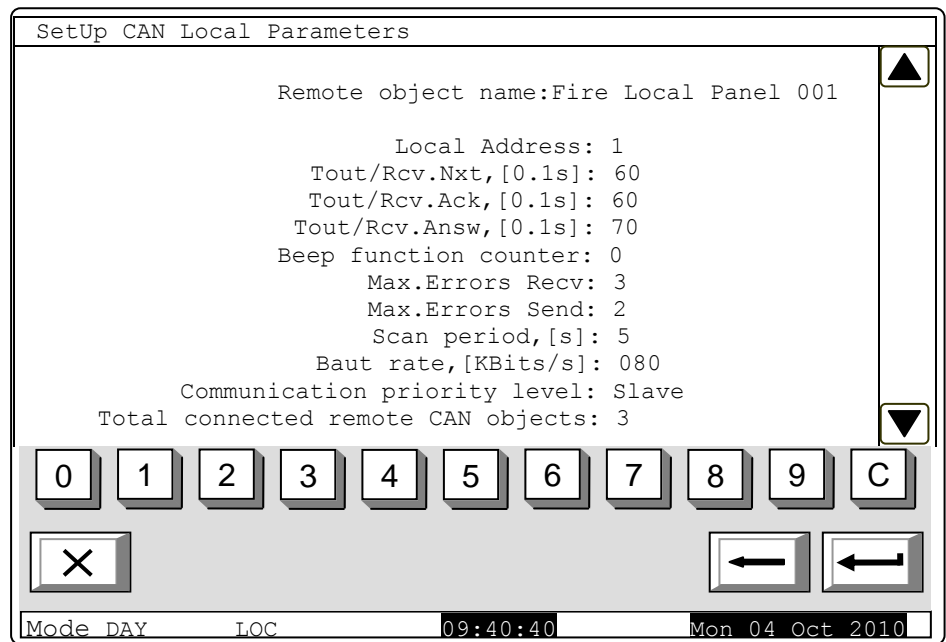 SetUp CAN Local Parameters
Remote object name:Fire Local Panel 001
Local Address: 1
Tout/Rcv.Nxt,[0.1s]: 60
Tout/Rcv.Ack,[0.1s]: 60
Tout/Rcv.Answ,[0.1s]: 70
Beep function counter: 0
Max.Errors Recv: 3
Max.Errors Send: 2
Scan period,[s]: 5
Baut rate,[KBits/s]: 080
Communication priority level: Slave
Total connected remote CAN objects: 3
0 1 2 3 4 5 6 7 8 9 C
Mode DAY LOC 09:40:40 Mon 04 Oct 2010